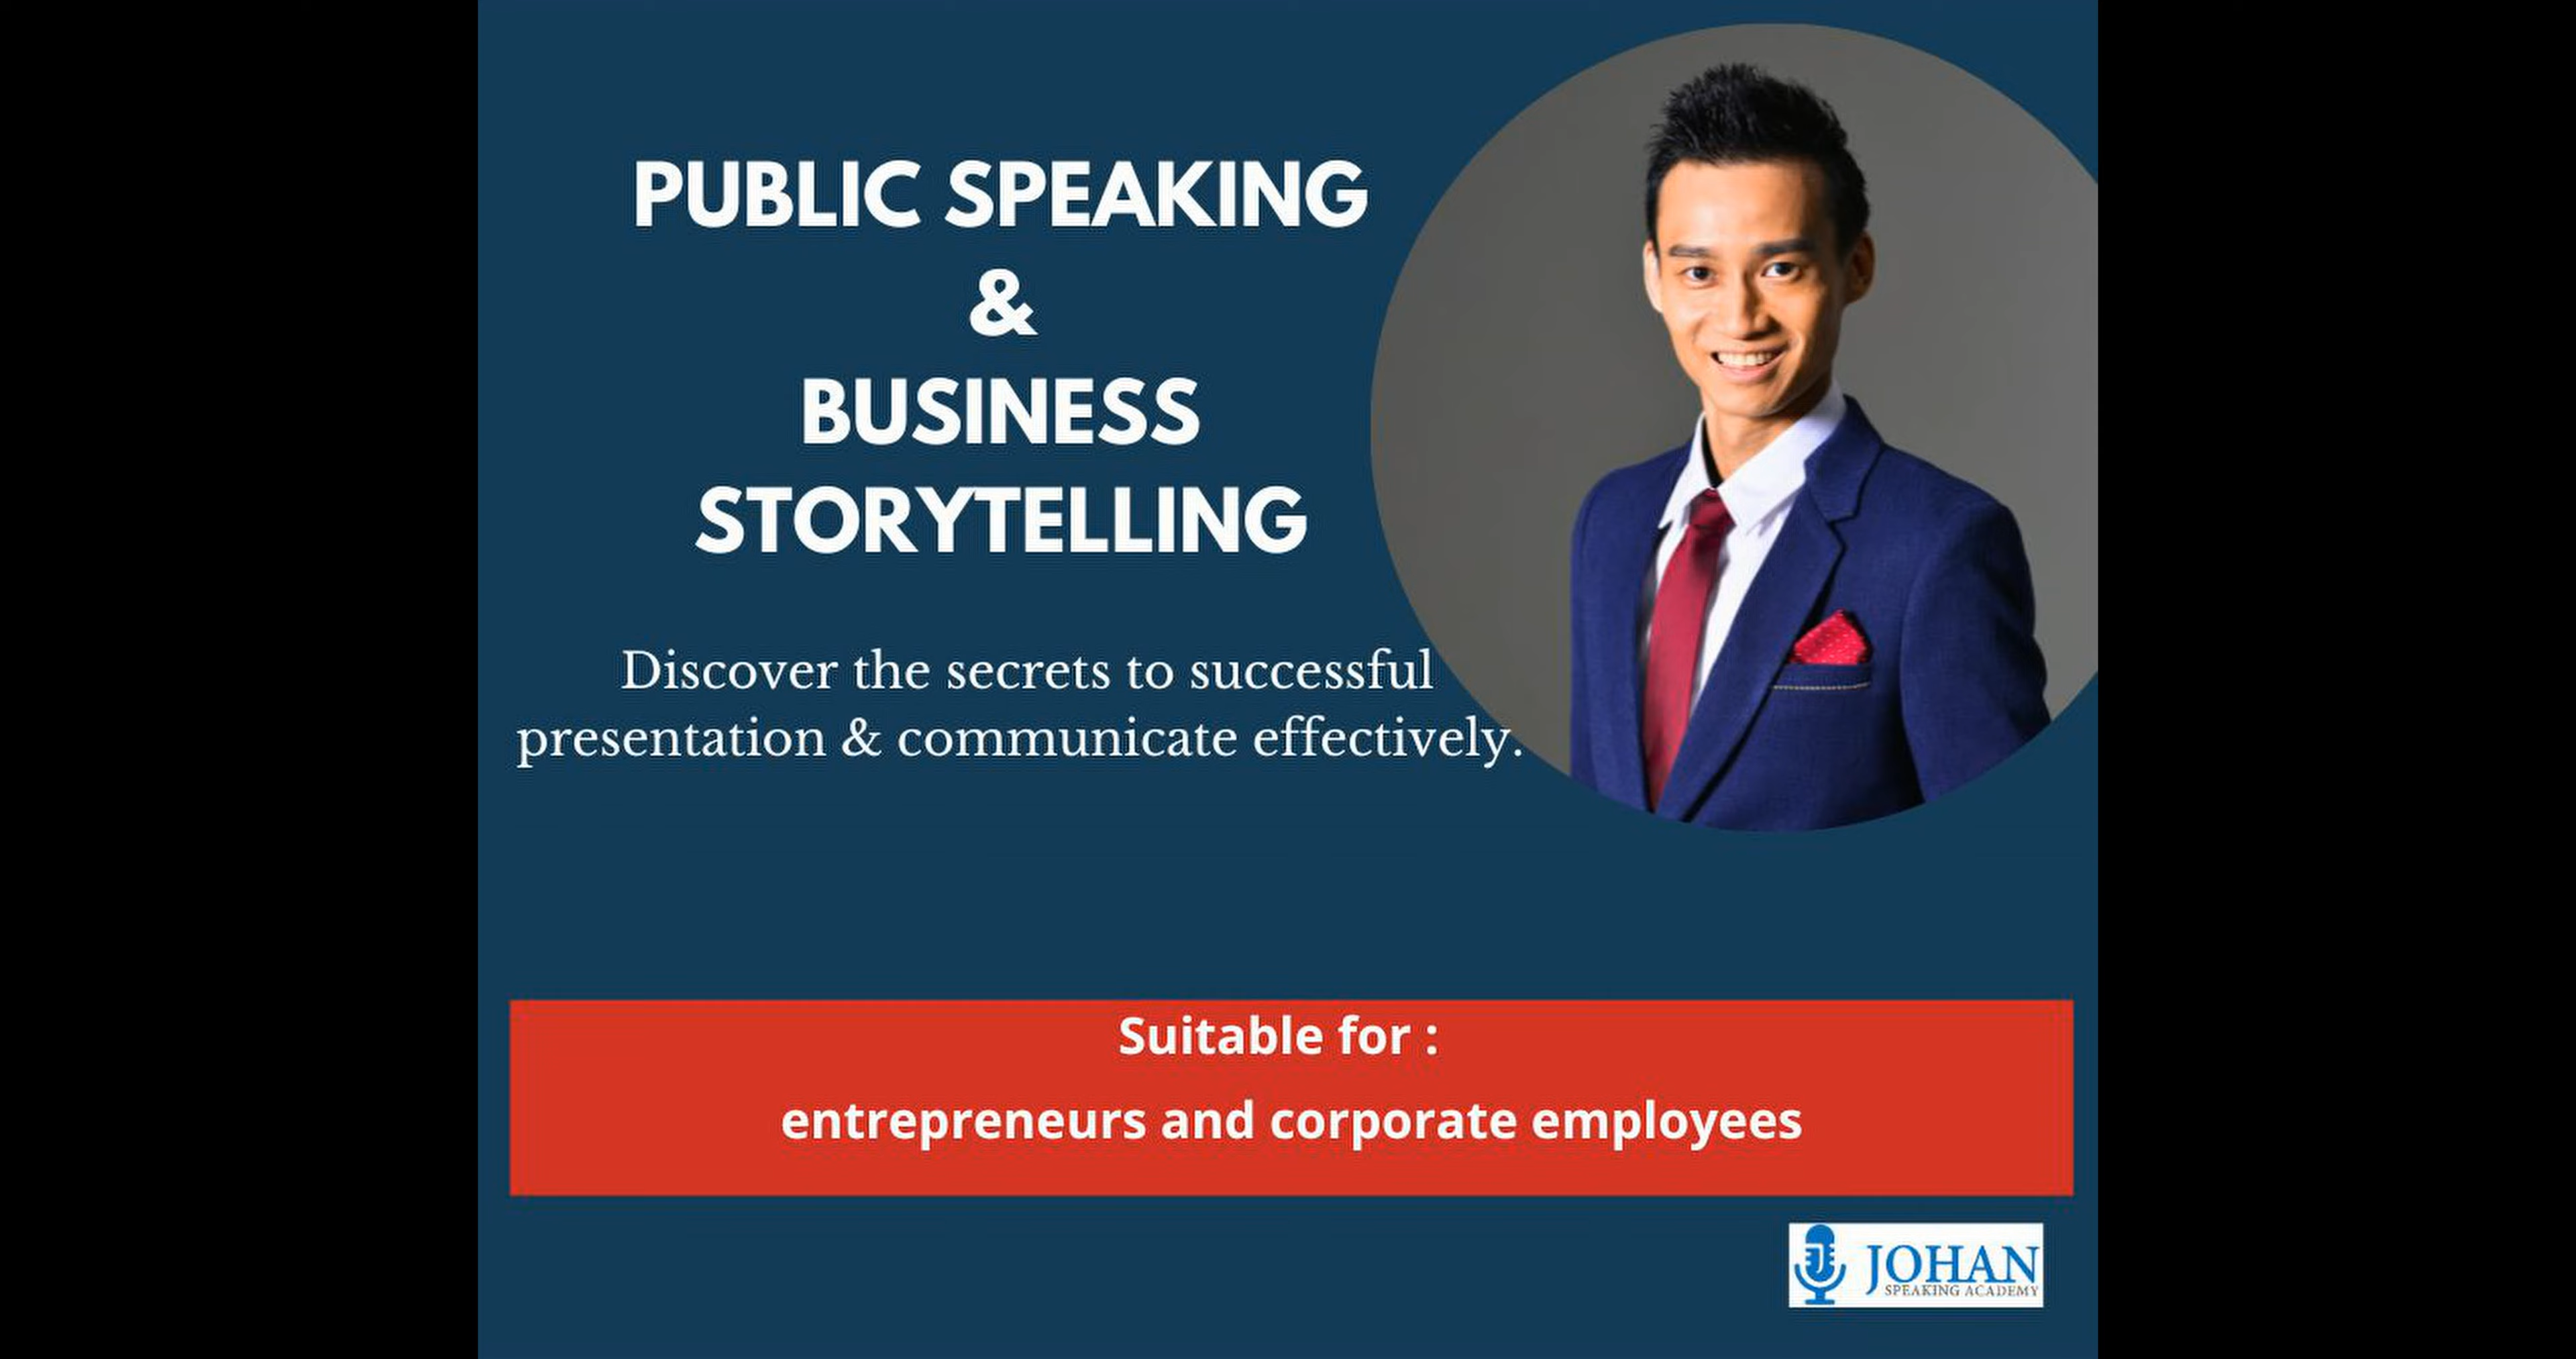 PUBLIC SPEAKING
&
BUSINESS
STORYTELLING
Discover the secrets to successful
presentation & communicate effectively.
Suitable for :
entrepreneurs and corporate employees
JOHAN
SPEAKING ACADEMY